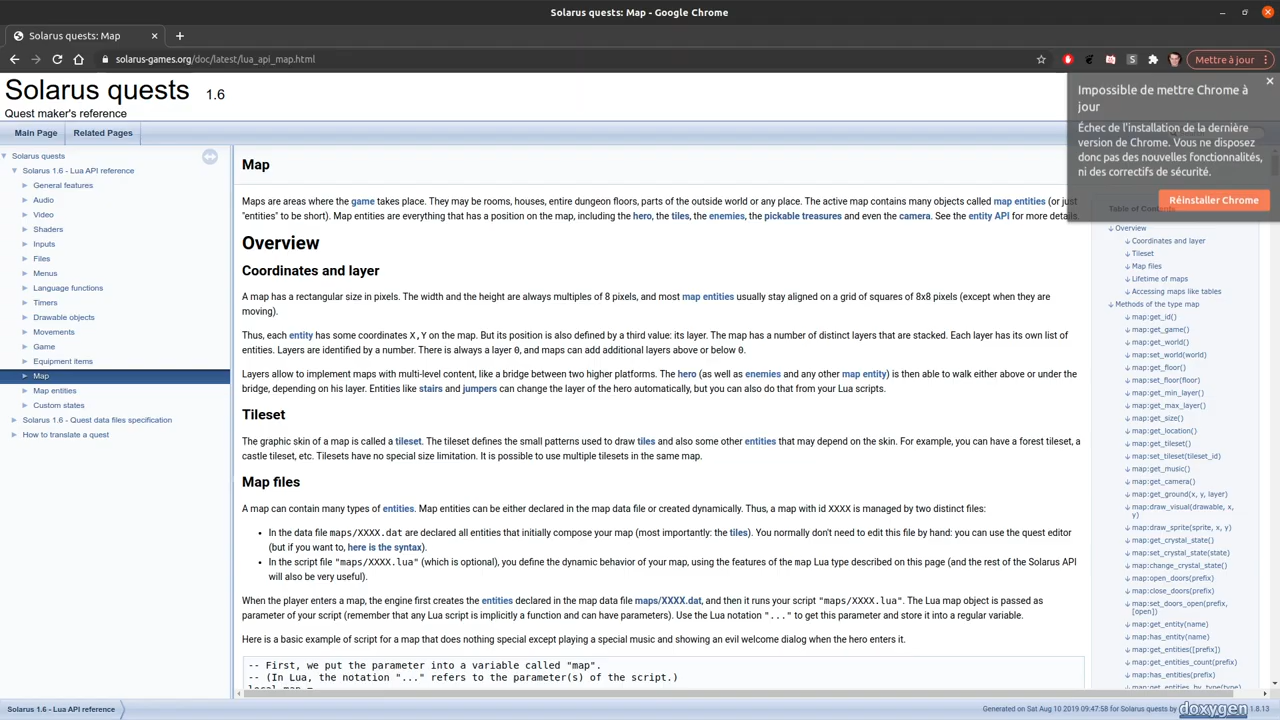 Solarus quests: Map - Google Chrome
Solarus quests: Map
solarus-games.org/doc/latest/lua_api_map.html
Mettre à jour
Solarus quests 1.6
Quest maker's reference
Main Page
Related Pages
Impossible de mettre Chrome à
jour
Échec de l'installation de la dernière
version de Chrome. Vous ne disposez
donc pas des nouvelles fonctionnalités,
ni des correctifs de sécurité.
Réinstaller Chrome
Solarus quests
Solarus 1.6 - Lua API reference
General features
Audio
Video
Shaders
Inputs
Files
Menus
Language functions
Timers
Drawable objects
Movements
Game
Equipment items
Map
Map entities
Custom states
Solarus 1.6 - Quest data files specification
How to translate a quest
Map
Maps are areas where the game takes place. They may be rooms, houses, entire dungeon floors, parts of the outside world or any place. The active map contains many objects called map entities (or just
"entities" to be short). Map entities are everything that has a position on the map, including the hero, the tiles, the enemies, the pickable treasures and even the camera. See the entity API for more details.
Overview
Coordinates and layer
A map has a rectangular size in pixels. The width and the height are always multiples of 8 pixels, and most map entities usually stay aligned on a grid of squares of 8x8 pixels (except when they are
moving).
Thus, each entity has some coordinates X,Y on the map. But its position is also defined by a third value: its layer. The map has a number of distinct layers that are stacked. Each layer has its own list of
entities. Layers are identified by a number. There is always a layer 0, and maps can add additional layers above or below 0.
Layers allow to implement maps with multi-level content, like a bridge between two higher platforms. The hero (as well as enemies and any other map entity) is then able to walk either above or under the
bridge, depending on his layer. Entities like stairs and jumpers can change the layer of the hero automatically, but you can also do that from your Lua scripts.
Tileset
The graphic skin of a map is called a tileset. The tileset defines the small patterns used to draw tiles and also some other entities that may depend on the skin. For example, you can have a forest tileset, a
castle tileset, etc. Tilesets have no special size limitation. It is possible to use multiple tilesets in the same map.
Map files
A map can contain many types of entities. Map entities can be either declared in the map data file or created dynamically. Thus, a map with id XXXX is managed by two distinct files:
• In the data file maps/XXXX.dat are declared all entities that initially compose your map (most importantly: the tiles). You normally don't need to edit this file by hand: you can use the quest editor
(but if you want to, here is the syntax).
• In the script file "maps/XXXX.lua" (which is optional), you define the dynamic behavior of your map, using the features of the map Lua type described on this page (and the rest of the Solarus API
will also be very useful).
When the player enters a map, the engine first creates the entities declared in the map data file maps/XXXX.dat, and then it runs your script "maps/XXXX.lua". The Lua map object is passed as
parameter of your script (remember that any Lua script is implicitly a function and can have parameters). Use the Lua notation "..." to get this parameter and store it into a regular variable.
Here is a basic example of script for a map that does nothing special except playing a special music and showing an evil welcome dialog when the hero enters it.
-- First, we put the parameter into a variable called "map".
-- (In Lua, the notation "..." refers to the parameter(s) of the script.)
local map =
Table of Contents
↓ Overview
↓ Coordinates and layer
↓ Tileset
↓ Map files
↓ Lifetime of maps
↓ Accessing maps like tables
↓ Methods of the type map
↓ map:get_id()
↓ map:get_game()
↓ map:get_world()
↓ map:set_world(world)
↓ map:get_floor()
↓ map:set_floor(floor)
↓ map:get_min_layer()
↓ map:get_max_layer()
↓ map:get_size()
↓ map:get_location()
↓ map:get_tileset()
↓ map:set_tileset(tileset_id)
↓ map:get_music()
↓ map:get_camera()
↓ map:get_ground(x, y, layer)
↓ map:draw_visual(drawable, x,
y)
↓ map:draw_sprite(sprite, x, y)
↓ map:get_crystal_state()
↓ map:set_crystal_state(state)
↓ map:change_crystal_state()
↓ map:open_doors(prefix)
↓ map:close_doors(prefix)
↓ map:set_doors_open(prefix,
[open])
↓ map:get_entity(name)
↓ map:has_entity(name)
↓ map:get_entities([prefix])
↓ map:get_entities_count(prefix)
↓ map:has_entities(prefix)
↓ map:get_entities_by_type(type)
Solarus 1.6 - Lua API reference
Generated on Sat Aug 10 2019 09:47:58 for Solarus quests by doxygen 1.8.13